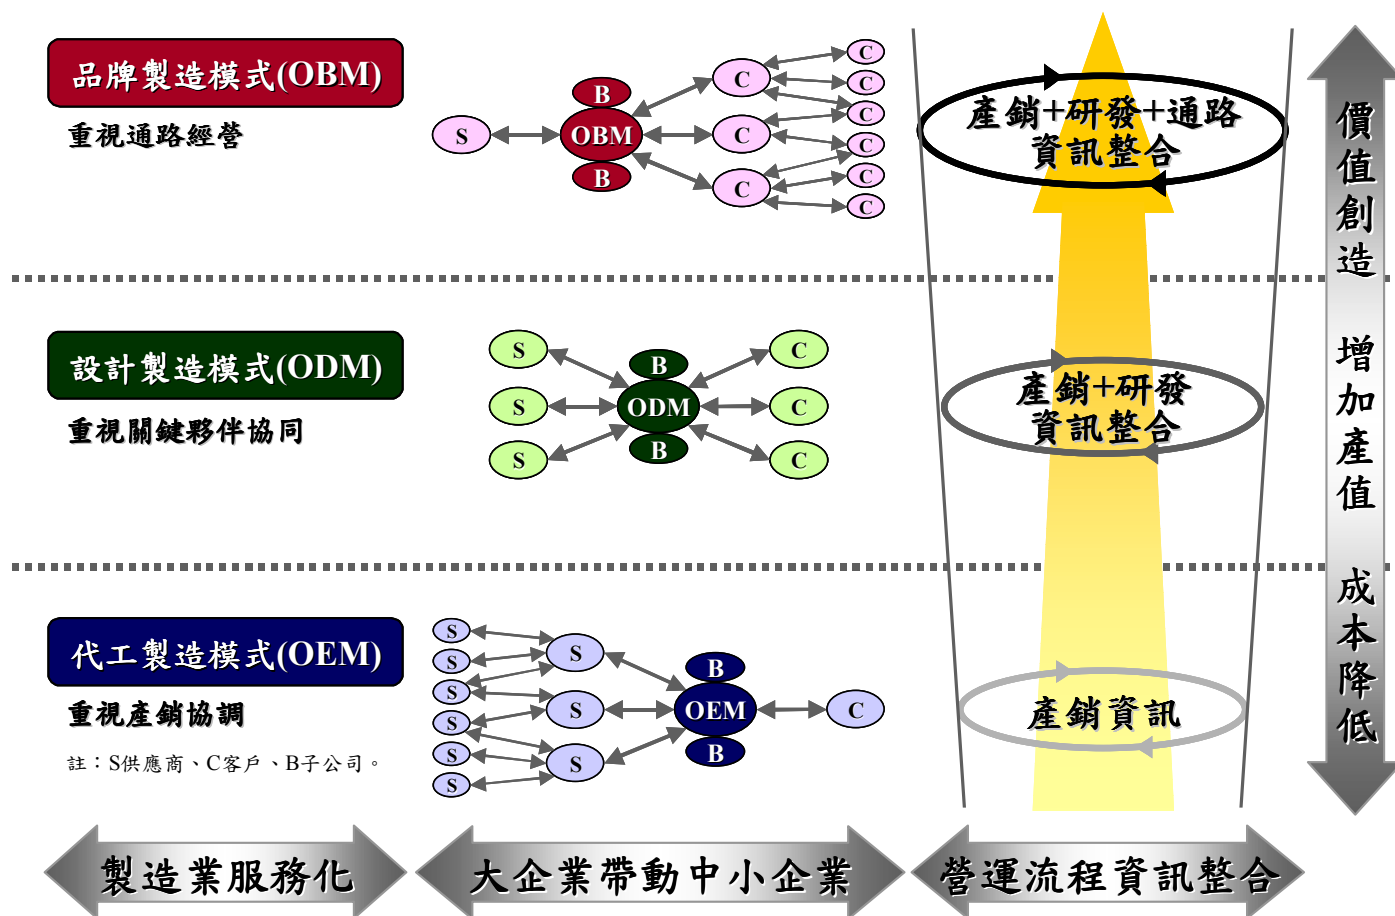 品牌製造模式(OBM)
重視通路經營
S
B
OBM
B
C
C
C
C
C
C
C
C
C
產銷+研發+通路
資訊整合
設計製造模式(ODM)
重視關鍵夥伴協同
S
S
S
B
ODM
B
C
C
C
產銷+研發
資訊整合
代工製造模式(OEM)
重視產銷協調
註：S供應商、C客戶、B子公司。
S
S
S
S
S
S
S
S
S
B
OEM
B
C
產銷資訊
價值創造
增加產值
成本降低
製造業服務化
大企業帶動中小企業
營運流程資訊整合